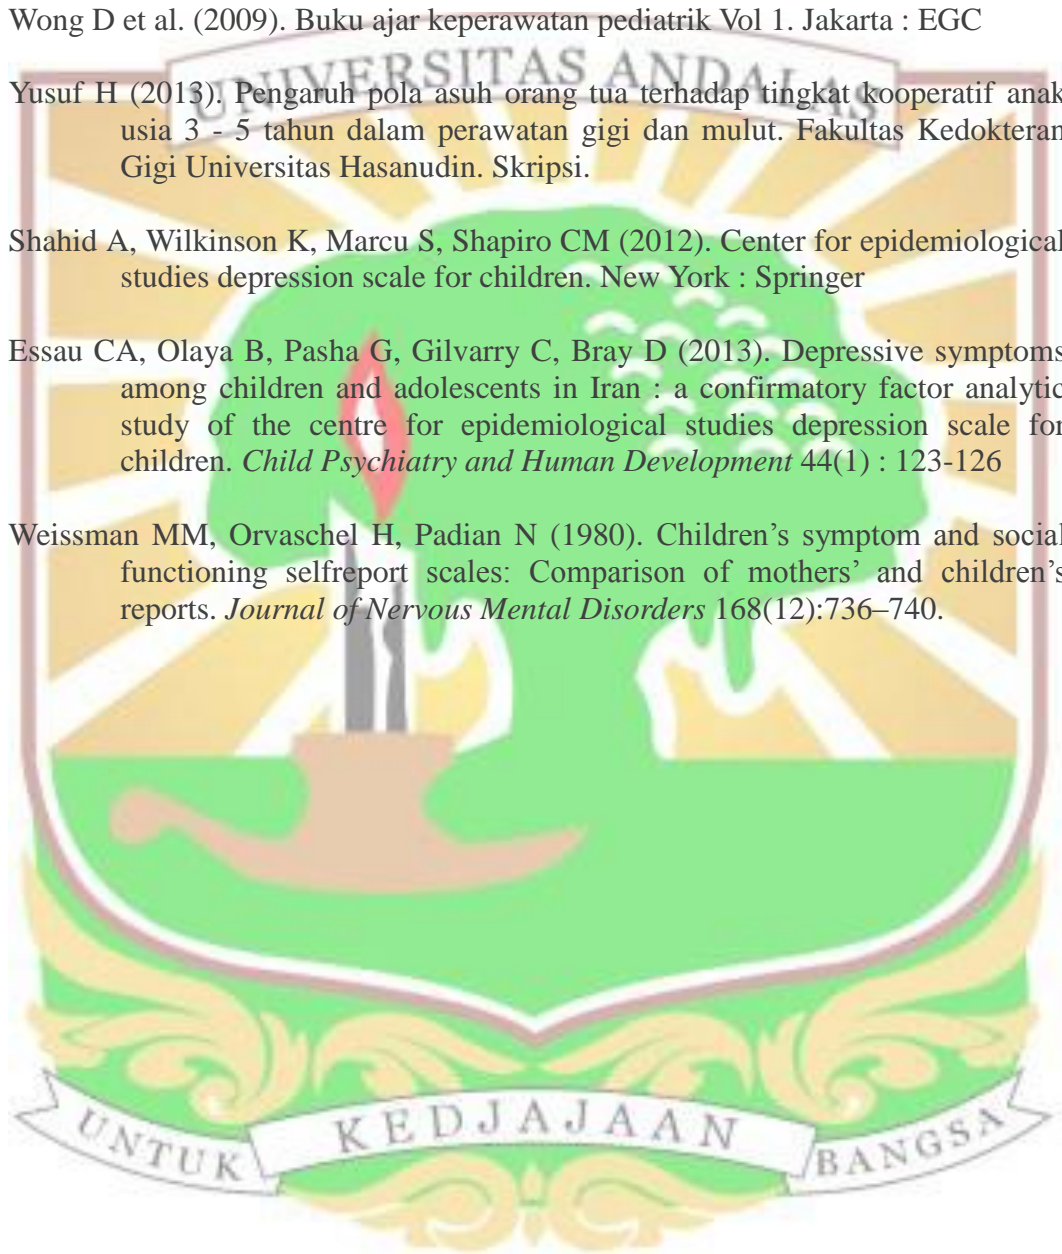 Wong D et al. (2009). Buku ajar keperawatan pediatrik Vol 1. Jakarta : EGC
UNIVERSITAS ANDALAS
Yusuf H (2013). Pengaruh pola asuh orang tua terhadap tingkat kooperatif anak
usia 3 - 5 tahun dalam perawatan gigi dan mulut. Fakultas Kedokteran
Gigi Universitas Hasanudin. Skripsi.
Shahid A, Wilkinson K, Marcu S, Shapiro CM (2012). Center for epidemiological
studies depression scale for children. New York : Springer
Essau CA, Olaya B, Pasha G, Gilvarry C, Bray D (2013). Depressive symptoms
among children and adolescents in Iran : a confirmatory factor analytic
study of the centre for epidemiological studies depression scale for
children. Child Psychiatry and Human Development 44(1) : 123-126
Weissman MM, Orvaschel H, Padian N (1980). Children’s symptom and social
functioning selfreport scales: Comparison of mothers’ and children’s
reports. Journal of Nervous Mental Disorders 168(12):736–740.
UNTUK KEDJAJAAN BANGSA